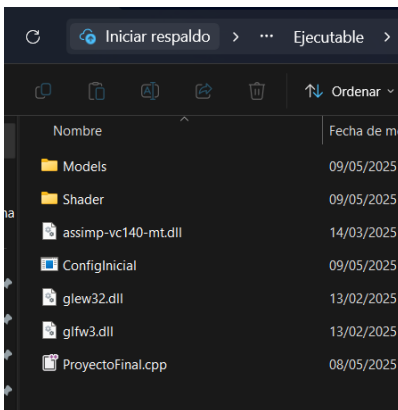 Iniciar respaldo > ··· Ejecutable >
Ordenar
Nombre Fecha de m
Models 09/05/2025
Shader 09/05/2025
na
assimp-vc140-mt.dll 14/03/2025
ConfigInicial 09/05/2025
glew32.dll 13/02/2025
glfw3.dll 13/02/2025
ProyectoFinal.cpp 08/05/2025